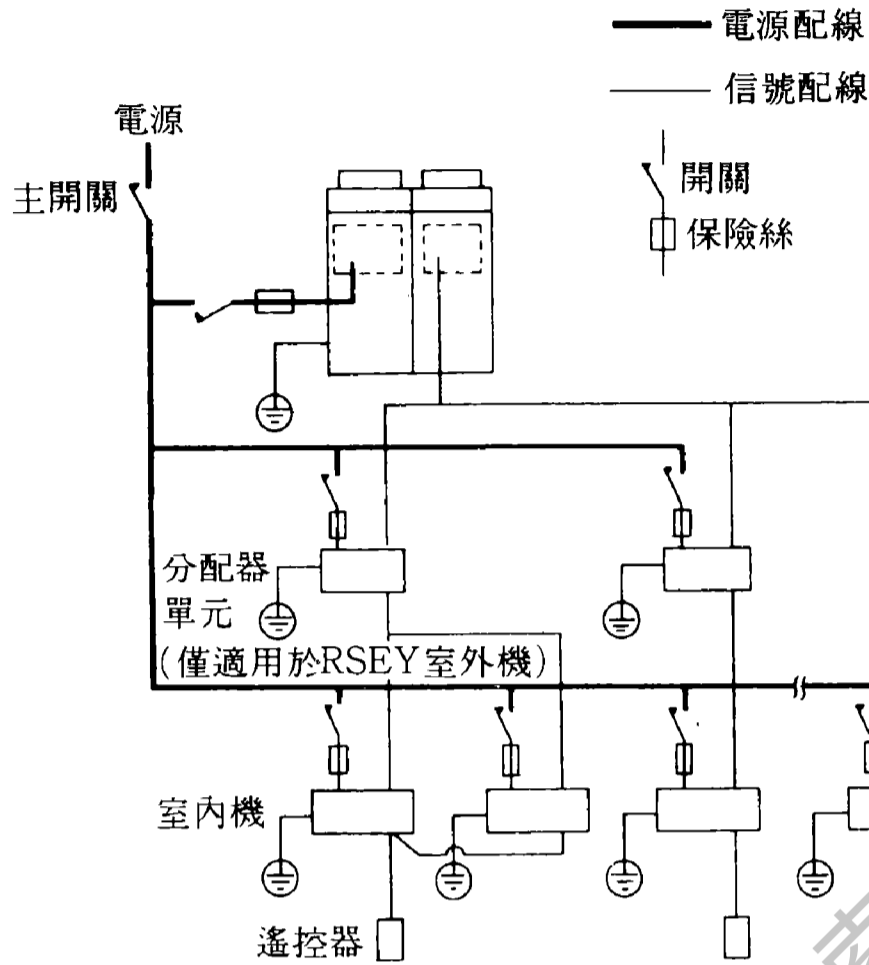 電源配線
信號配線
電源
主開關
開關
保險絲
分配器
單元
(僅適用於RSEY室外機)
室內機
遙控器